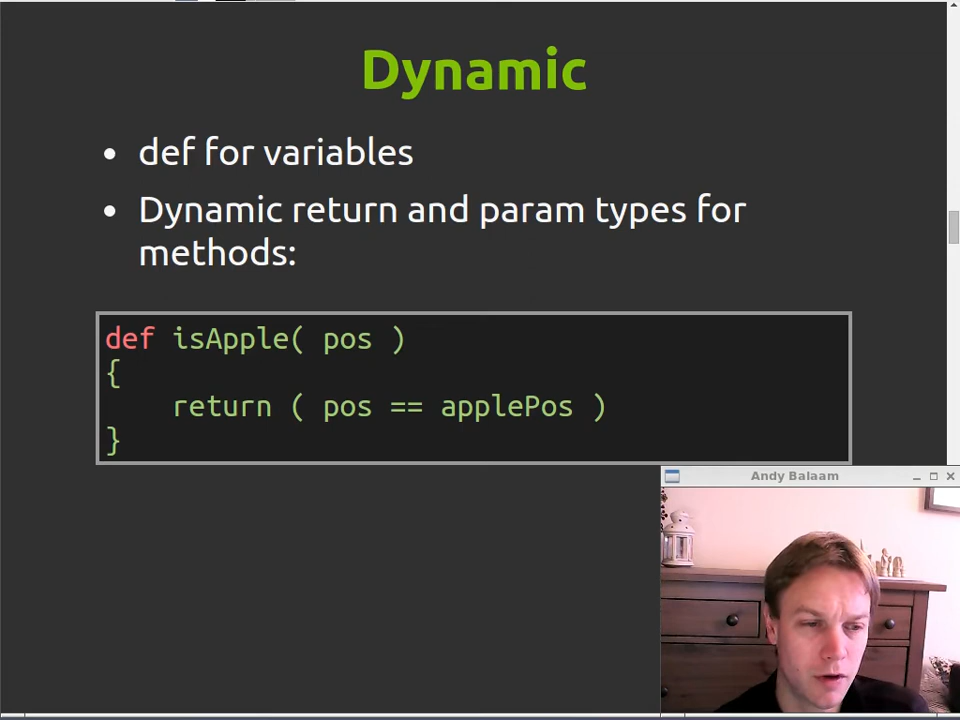 Dynamic
• def for variables
• Dynamic return and param types for
methods:
def isApple( pos )
{
    return ( pos == applePos )
}
Andy Balaam